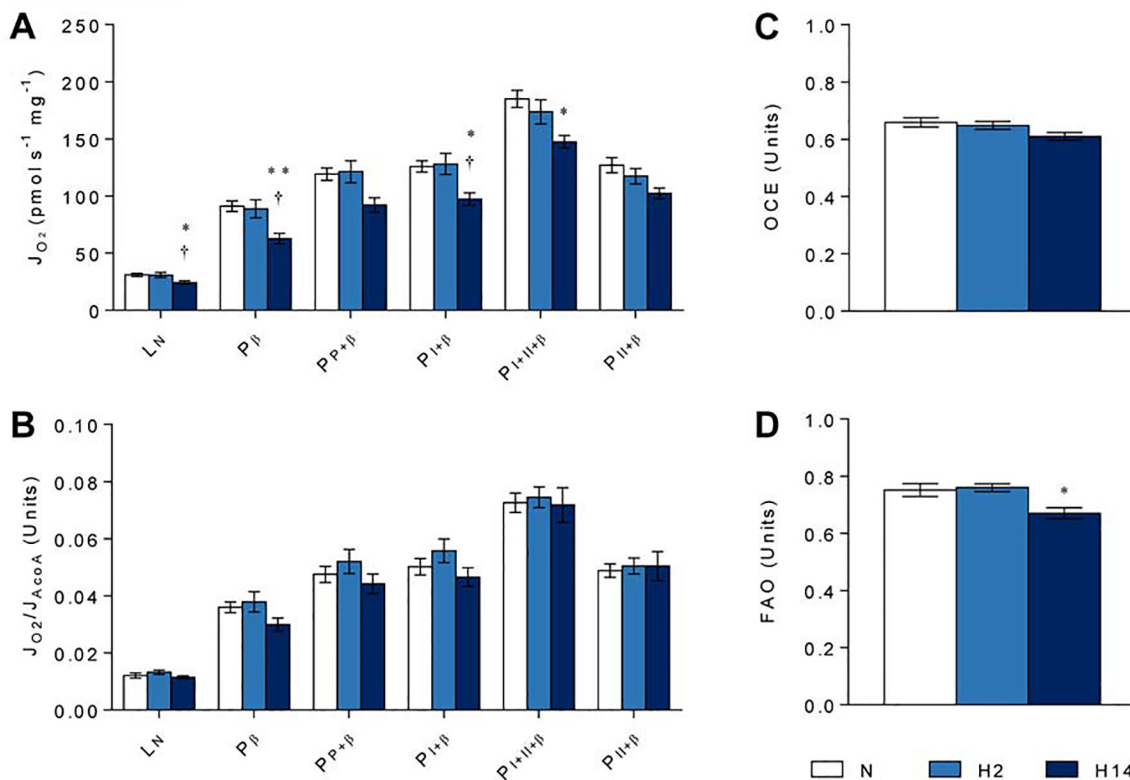 A
J O2 (pmol s-1 mg-1)
250
200
150
100
50
0
*
†
* *
†
*
†
*
LN
Pβ
PP+β
PI+β
PI+II+β
PII+β
B
JO2/JAcoA (Units)
0.10
0.08
0.06
0.04
0.02
0.00
LN
Pβ
PP+β
PI+β
PI+II+β
PII+β
C
OCE (Units)
1.0
0.8
0.6
0.4
0.2
0.0
D
FAO (Units)
1.0
0.8
0.6
0.4
0.2
0.0
*
N
H2
H14